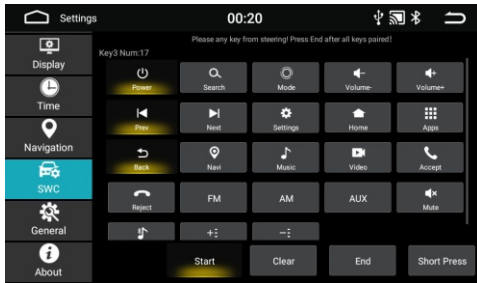 Settings 00:20
Please any key from steering! Press End after all keys paired!
Key3 Num:17
Display
Time
Navigation
SWC
General
About
Power Search Mode Volume- Volume+
Prev Next Settings Home Apps
Back Navi Music Video Accept
Reject FM AM AUX Mute
Start Clear End Short Press